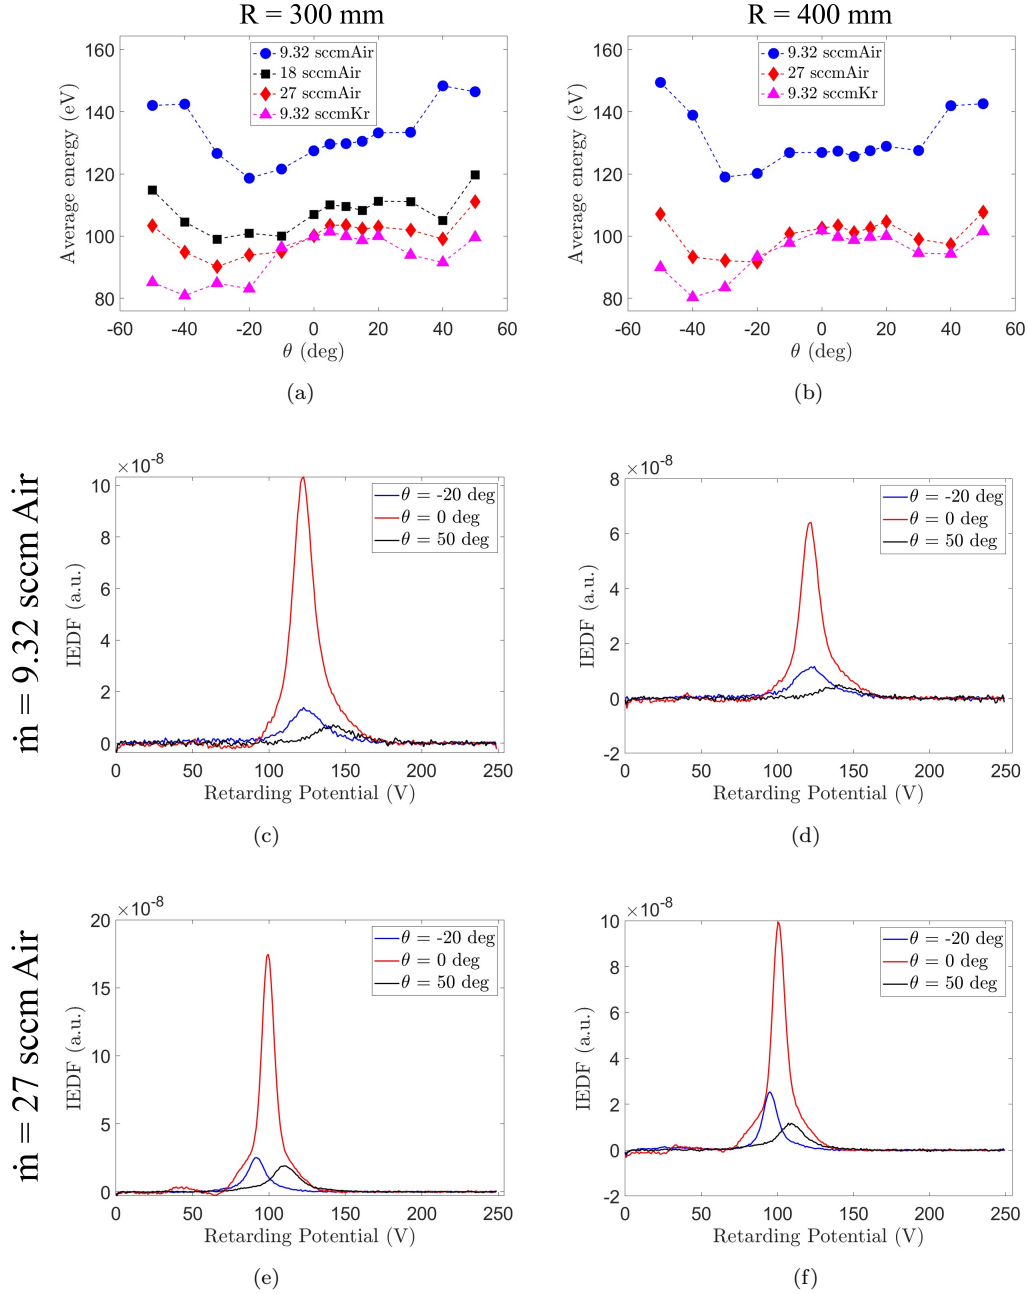 R = 300 mm
R = 400 mm
160
140
120
100
80
-60 -40 -20 0 20 40 60
Average energy (eV)
θ (deg)
9.32 sccmAir
18 sccmAir
27 sccmAir
9.32 sccmKr
(a)
160
140
120
100
80
-60 -40 -20 0 20 40 60
Average energy (eV)
θ (deg)
9.32 sccmAir
27 sccmAir
9.32 sccmKr
(b)
ṁ = 9.32 sccm Air
×10-8
10
8
6
4
2
0
0 50 100 150 200 250
IEDF (a.u.)
Retarding Potential (V)
θ = -20 deg
θ = 0 deg
θ = 50 deg
(c)
×10-8
8
6
4
2
0
-2
0 50 100 150 200 250
IEDF (a.u.)
Retarding Potential (V)
θ = -20 deg
θ = 0 deg
θ = 50 deg
(d)
ṁ = 27 sccm Air
×10-8
20
15
10
5
0
0 50 100 150 200 250
IEDF (a.u.)
Retarding Potential (V)
θ = -20 deg
θ = 0 deg
θ = 50 deg
(e)
×10-8
10
8
6
4
2
0
-2
0 50 100 150 200 250
IEDF (a.u.)
Retarding Potential (V)
θ = -20 deg
θ = 0 deg
θ = 50 deg
(f)